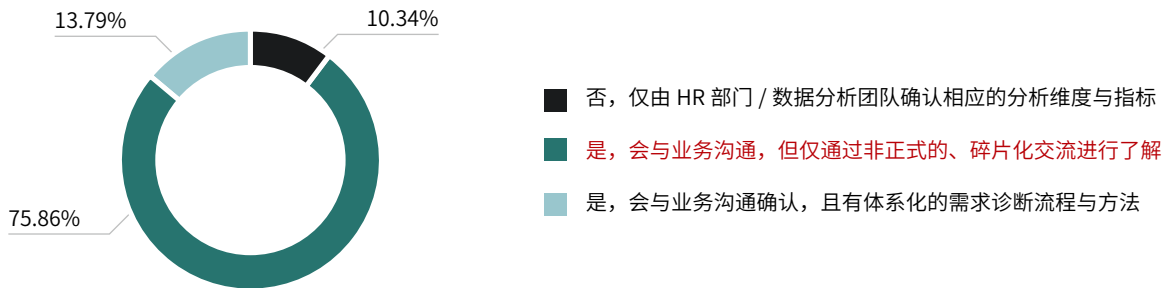 13.79%
10.34%
75.86%
否，仅由 HR 部门 / 数据分析团队确认相应的分析维度与指标
是，会与业务沟通，但仅通过非正式的、碎片化交流进行了解
是，会与业务沟通确认，且有体系化的需求诊断流程与方法